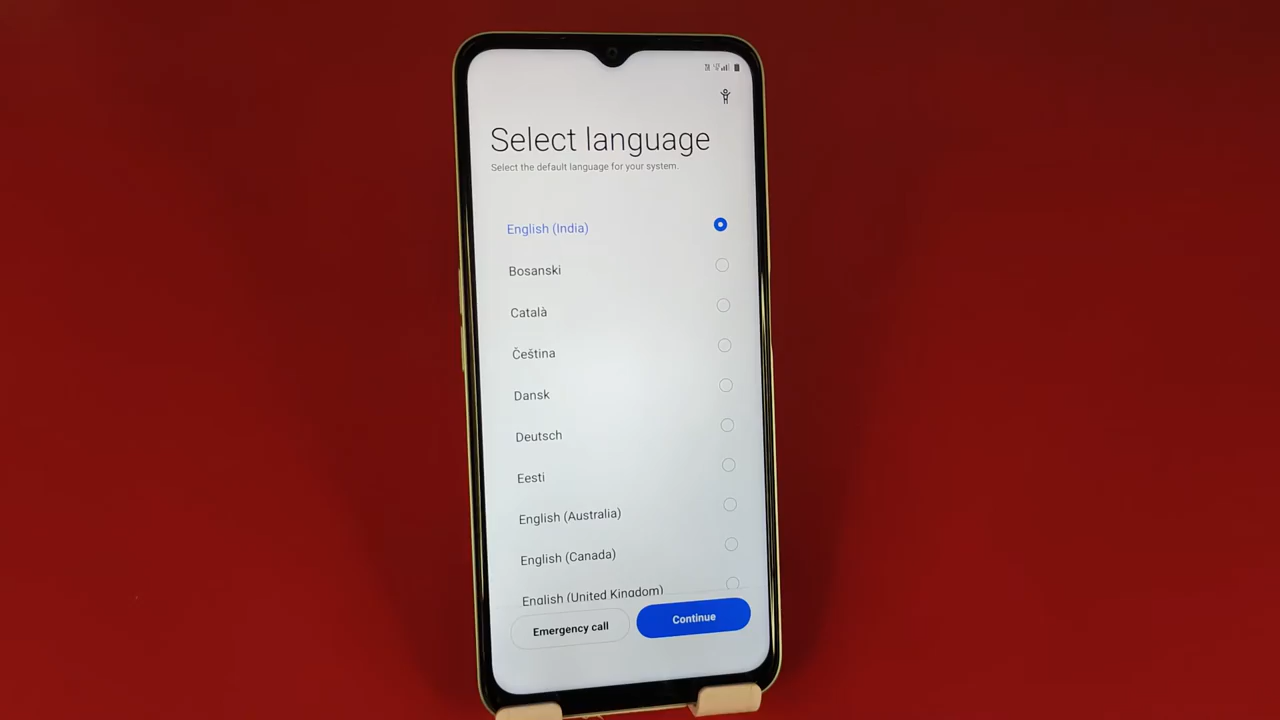 Select language
Select the default language for your system.
English (India)
Bosanski
Català
Čeština
Dansk
Deutsch
Eesti
English (Australia)
English (Canada)
English (United Kingdom)
Emergency call
Continue